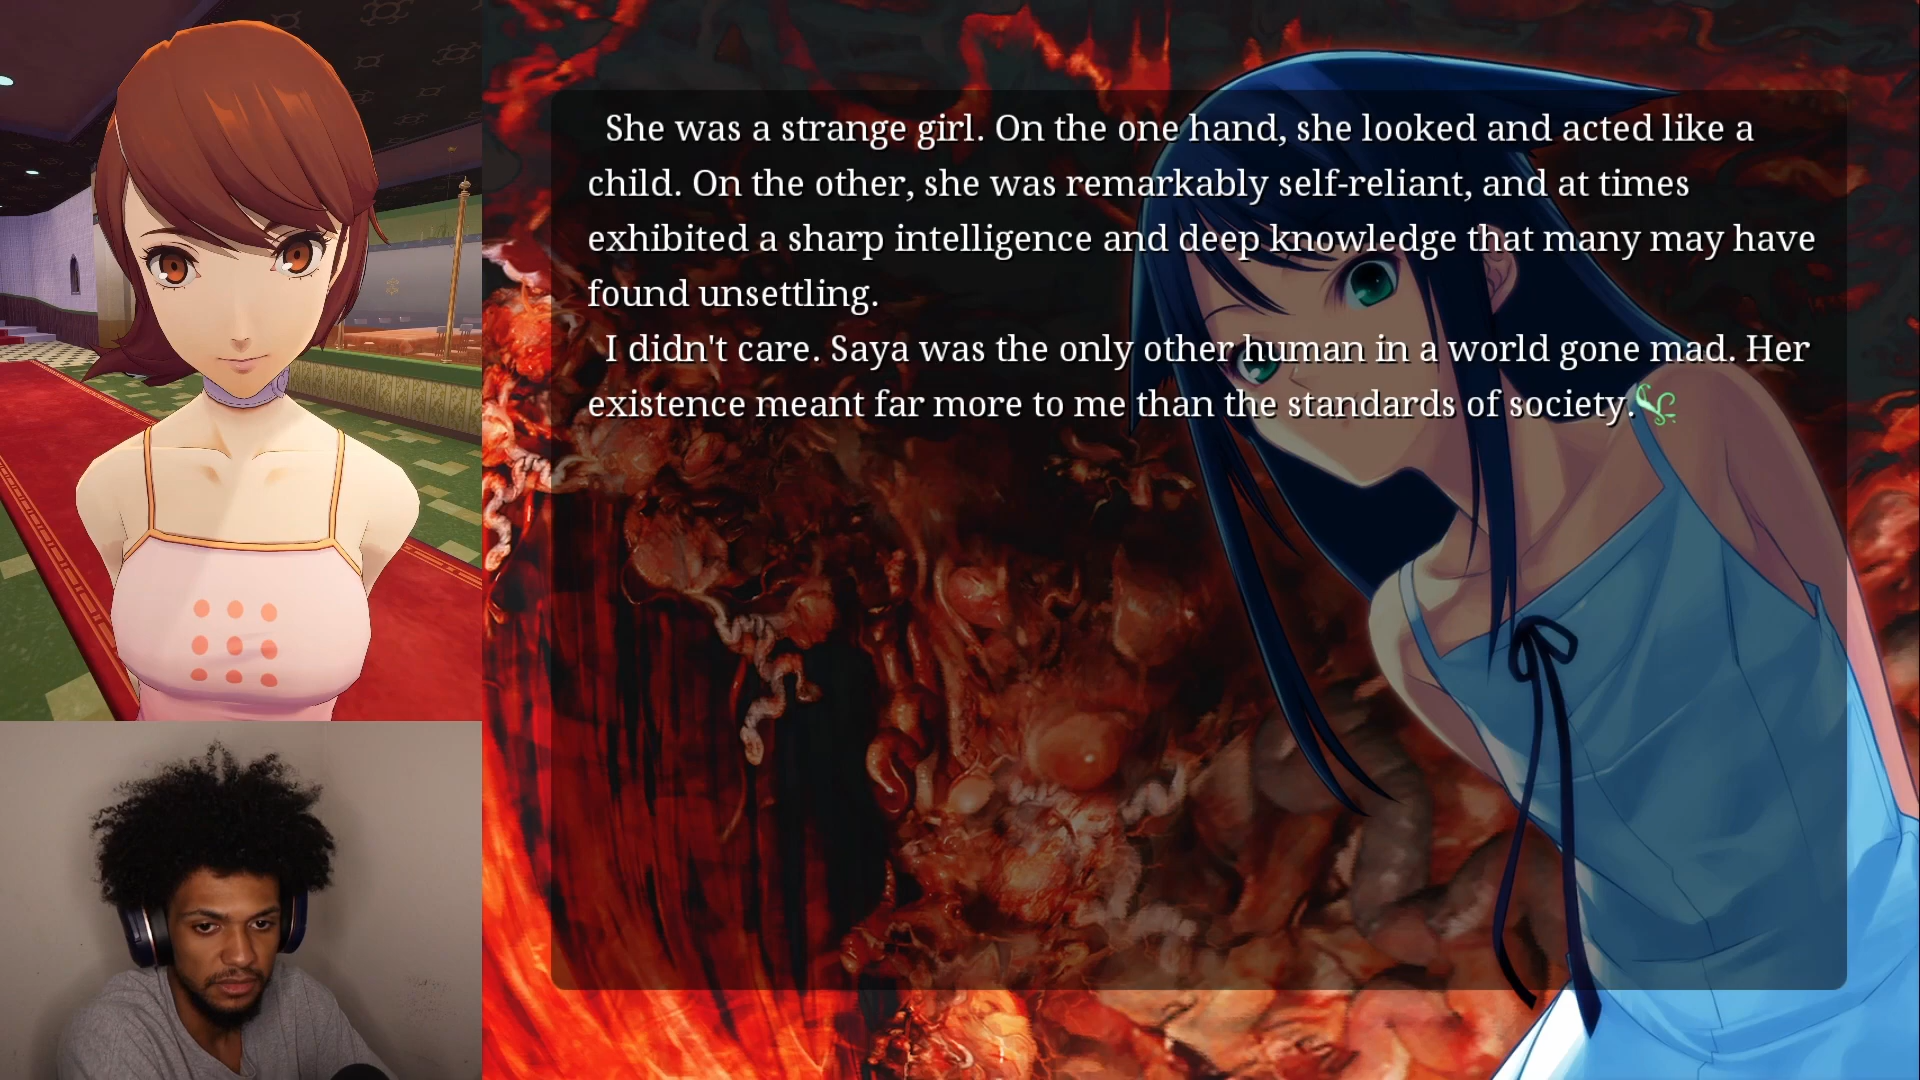 She was a strange girl. On the one hand, she looked and acted like a
child. On the other, she was remarkably self-reliant, and at times
exhibited a sharp intelligence and deep knowledge that many may have
found unsettling.
I didn't care. Saya was the only other human in a world gone mad. Her
existence meant far more to me than the standards of society.